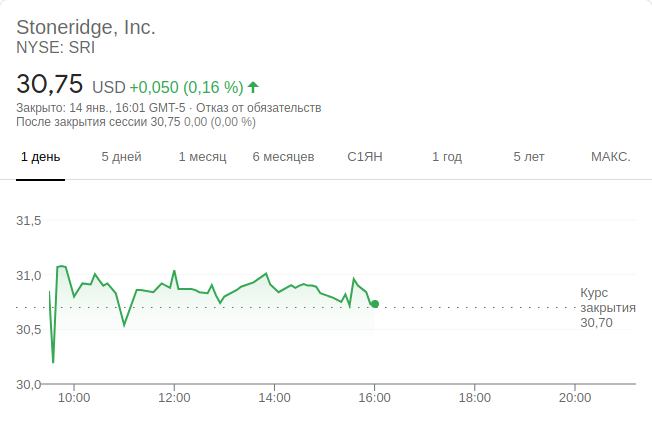 Stoneridge, Inc.
NYSE: SRI
30,75 USD +0,050 (0,16 %)
Закрыто: 14 янв., 16:01 GMT-5 · Отказ от обязательств
После закрытия сессии 30,75 0,00 (0,00 %)
1 день 5 дней 1 месяц 6 месяцев С1ЯН 1 год 5 лет МАКС.
31,5
31,0
Курс
закрытия
30,70
30,5
30,0
10:00 12:00 14:00 16:00 18:00 20:00